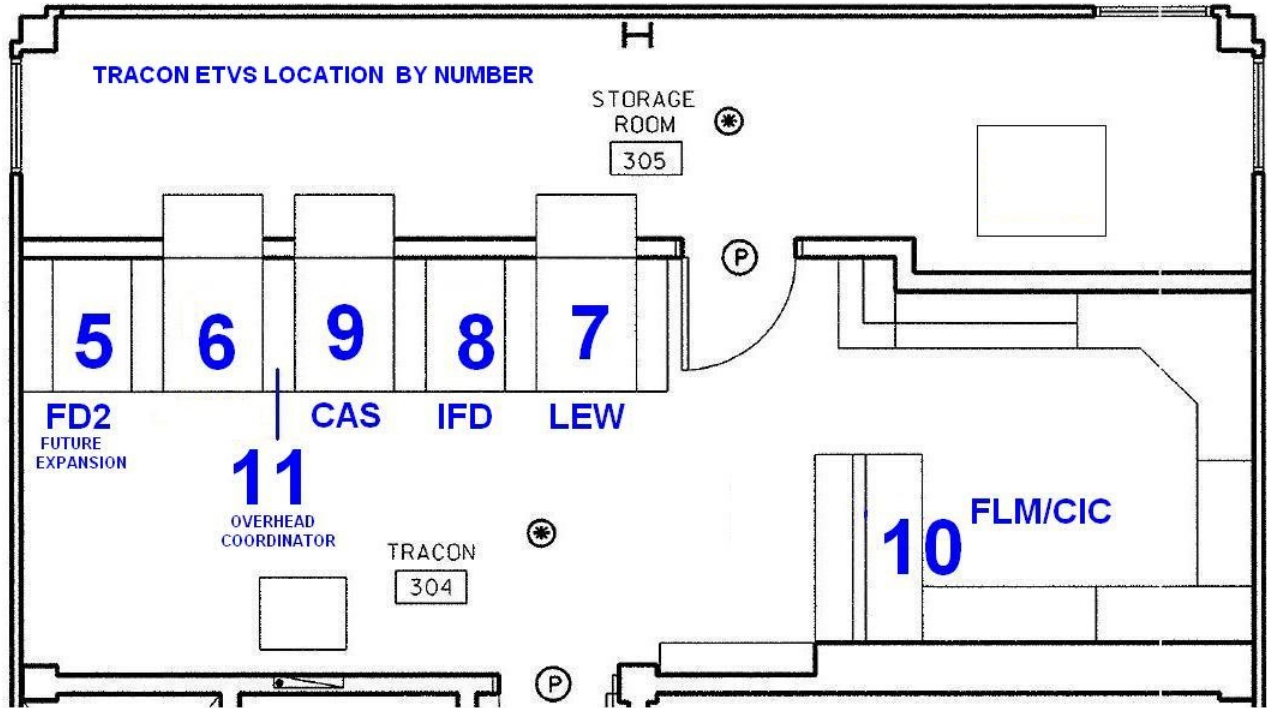 TRACON ETVS LOCATION BY NUMBER
STORAGE
ROOM
305
P
5
6
9
8
7
FD2
FUTURE
EXPANSION
CAS
IFD
LEW
11
OVERHEAD
COORDINATOR
10
FLM/CIC
TRACON
304
P